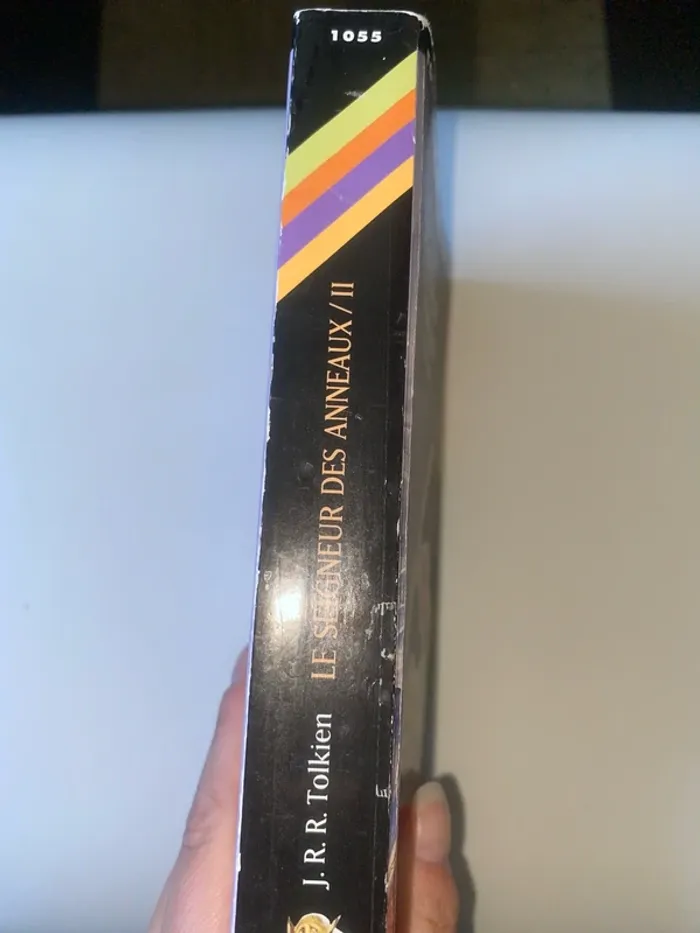 1055
J. R. R. Tolkien LE SEIGNEUR DES ANNEAUX / II